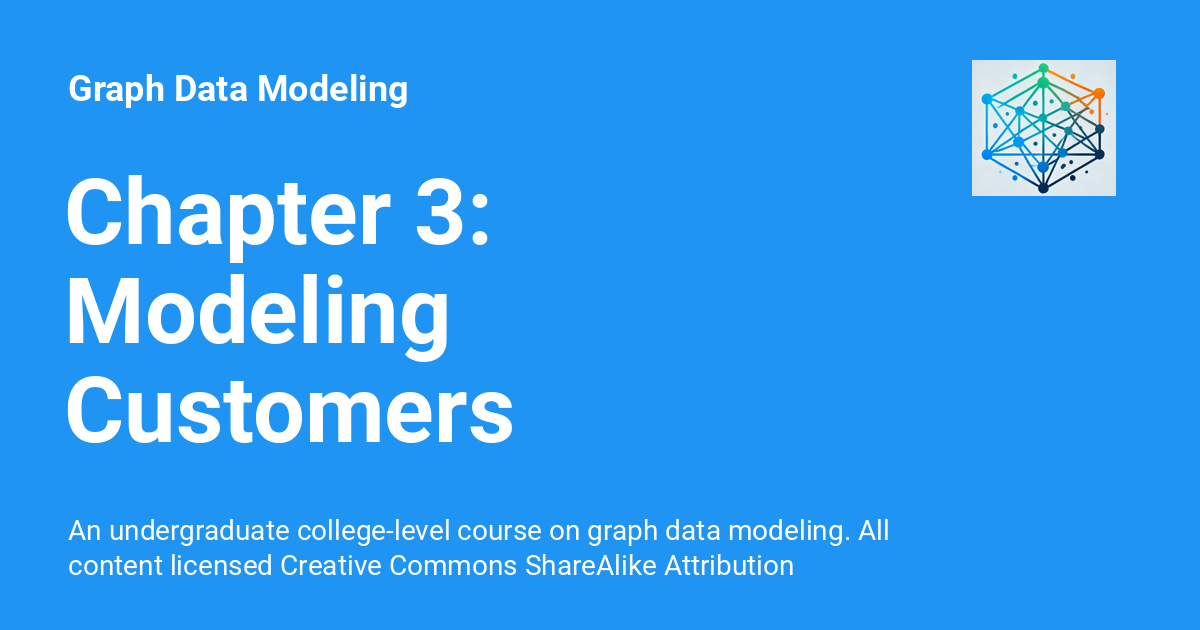 Graph Data Modeling
Chapter 3:
Modeling
Customers
An undergraduate college-level course on graph data modeling. All
content licensed Creative Commons ShareAlike Attribution